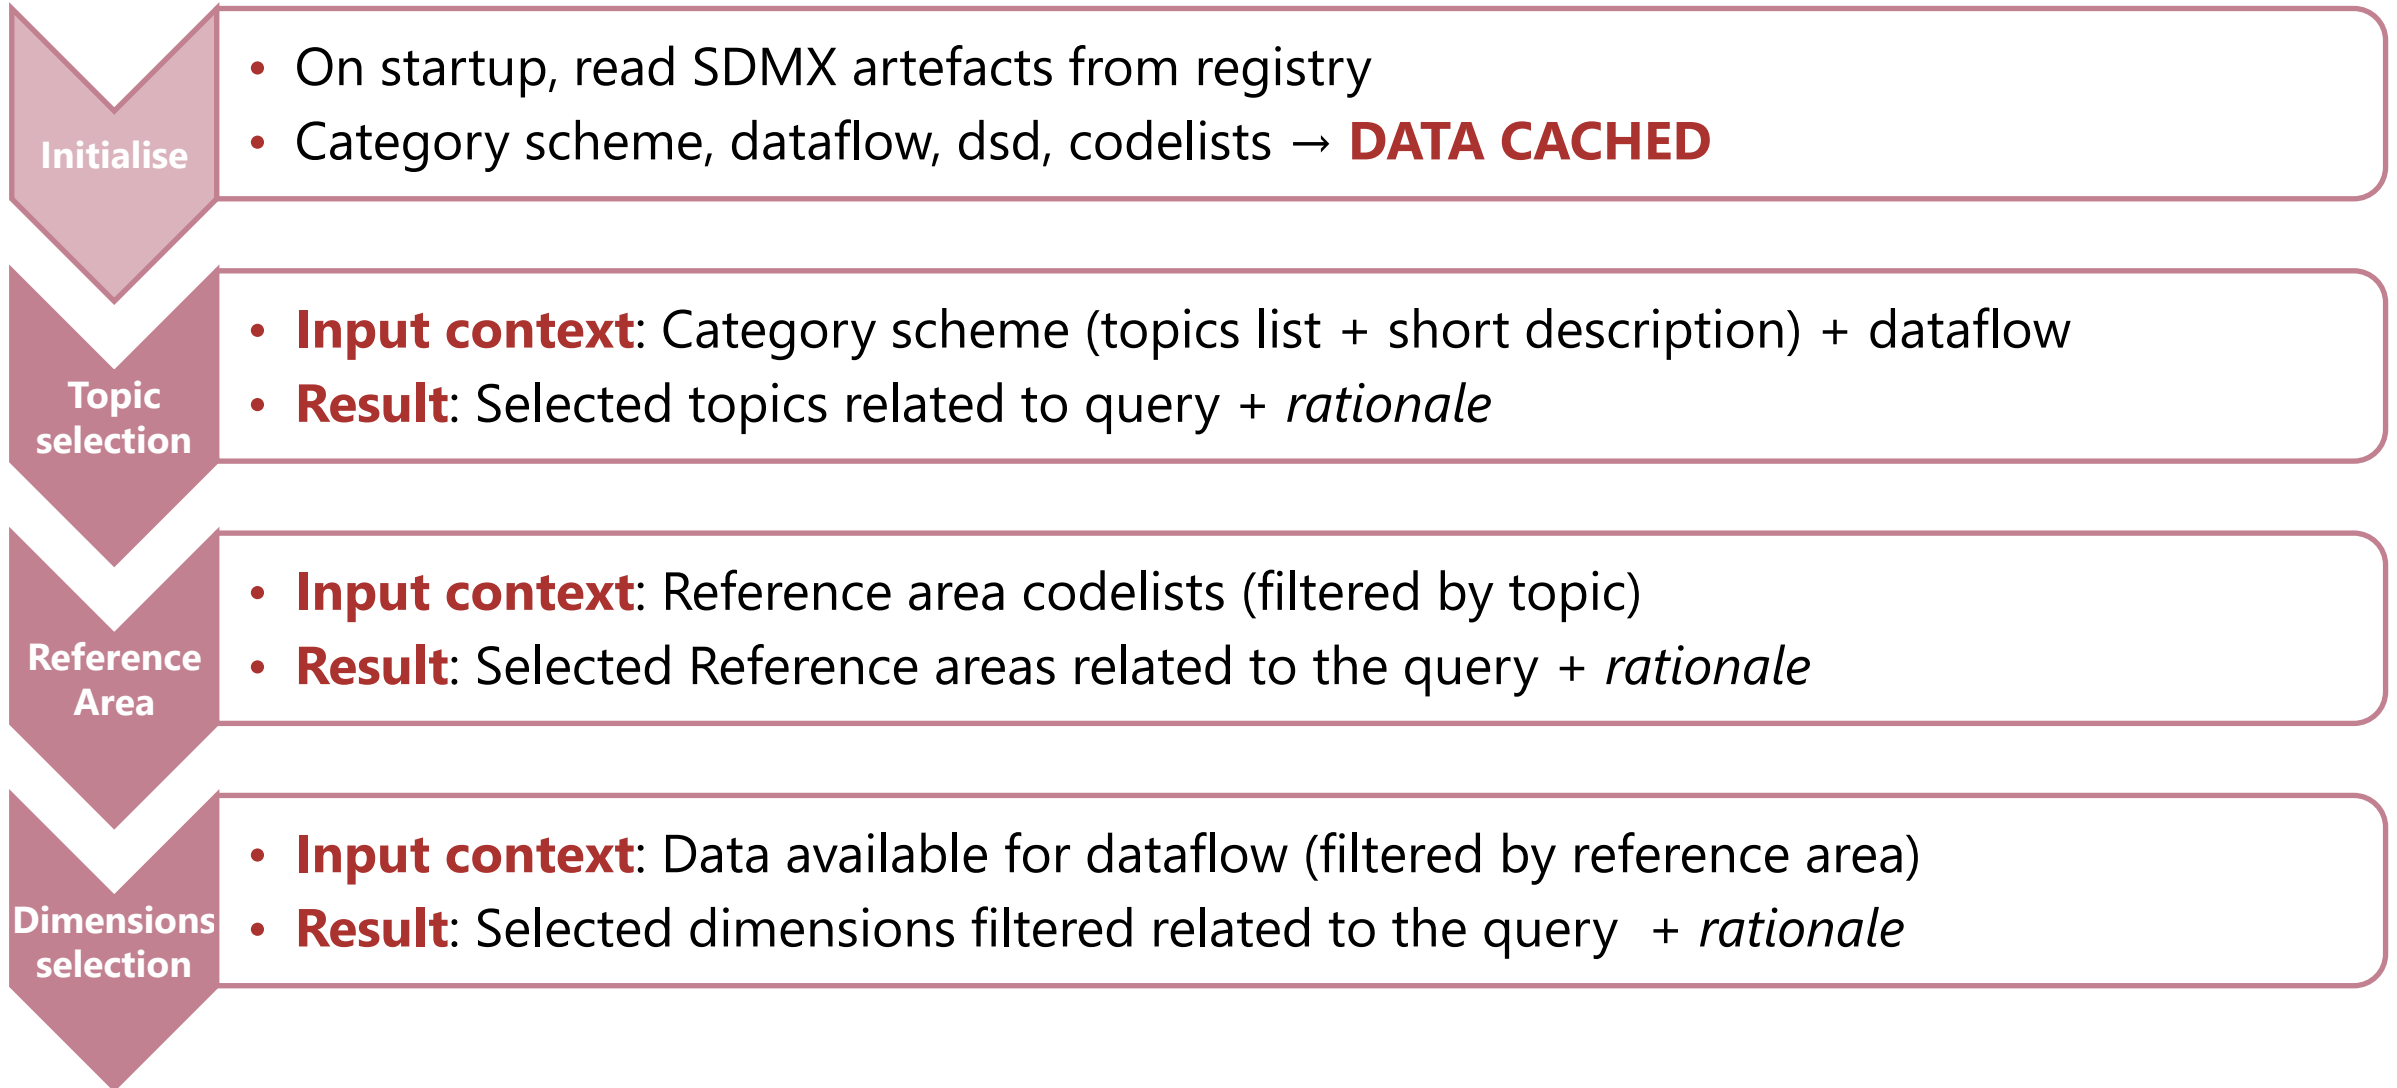 Initialise
• On startup, read SDMX artefacts from registry
• Category scheme, dataflow, dsd, codelists → DATA CACHED
Topic
selection
• Input context: Category scheme (topics list + short description) + dataflow
• Result: Selected topics related to query + rationale
Reference
Area
• Input context: Reference area codelists (filtered by topic)
• Result: Selected Reference areas related to the query + rationale
Dimensions
selection
• Input context: Data available for dataflow (filtered by reference area)
• Result: Selected dimensions filtered related to the query  + rationale